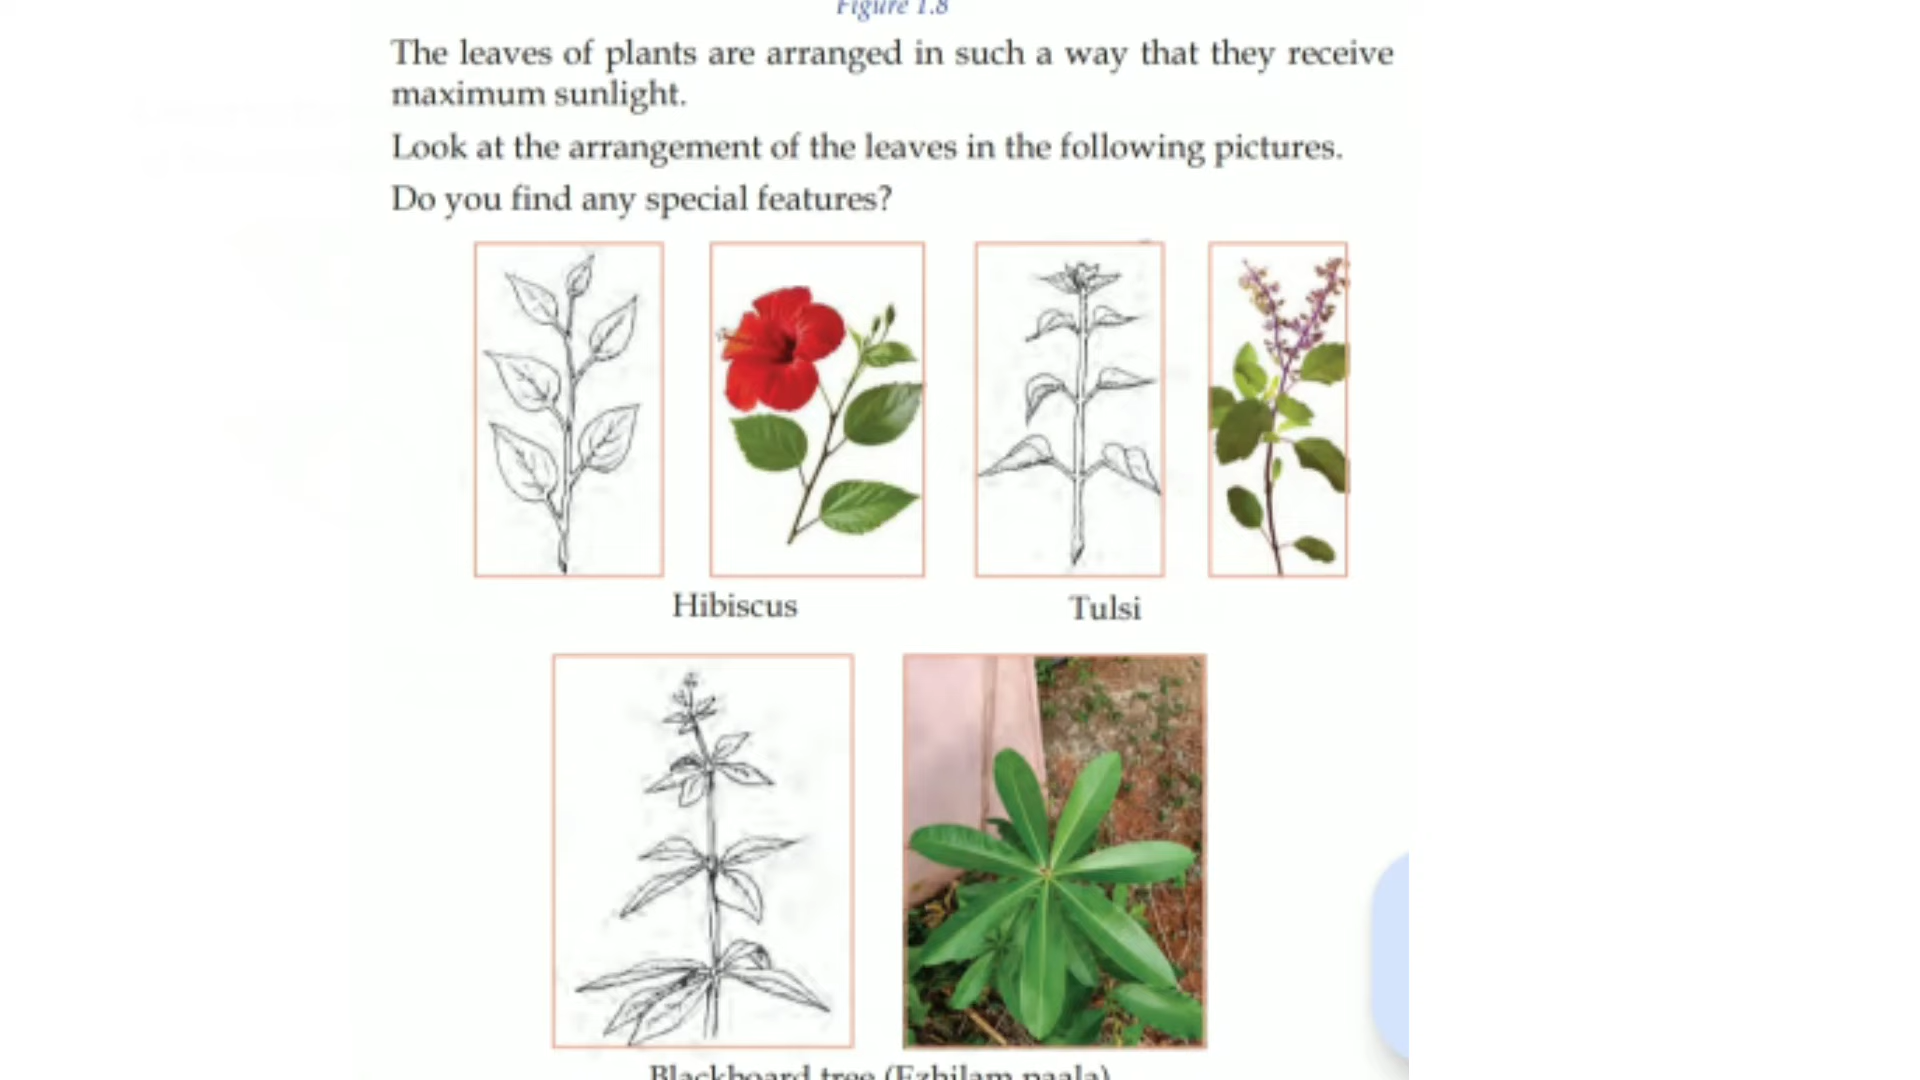 Figure 1.8
The leaves of plants are arranged in such a way that they receive
maximum sunlight.
Look at the arrangement of the leaves in the following pictures.
Do you find any special features?
Hibiscus
Tulsi
Blackboard tree (Ezhilam paala)